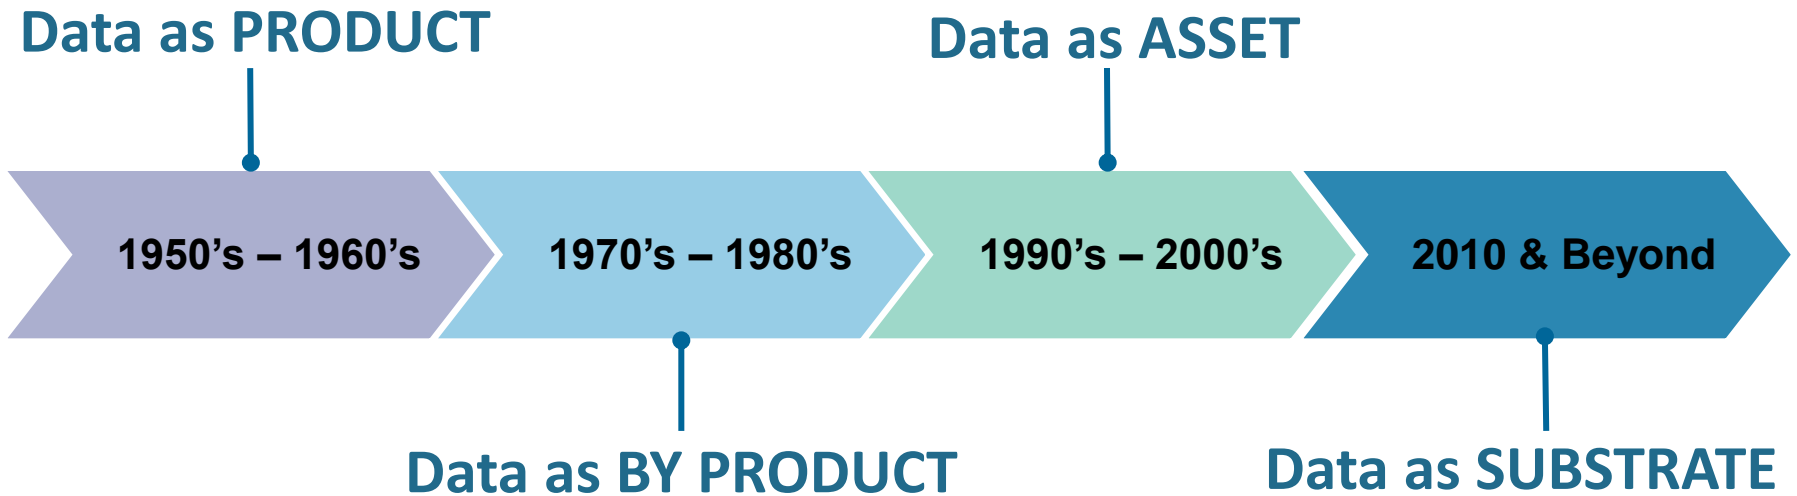 Data as PRODUCT
Data as ASSET
1950’s – 1960’s
1970’s – 1980’s
1990’s – 2000’s
2010 & Beyond
Data as BY PRODUCT
Data as SUBSTRATE